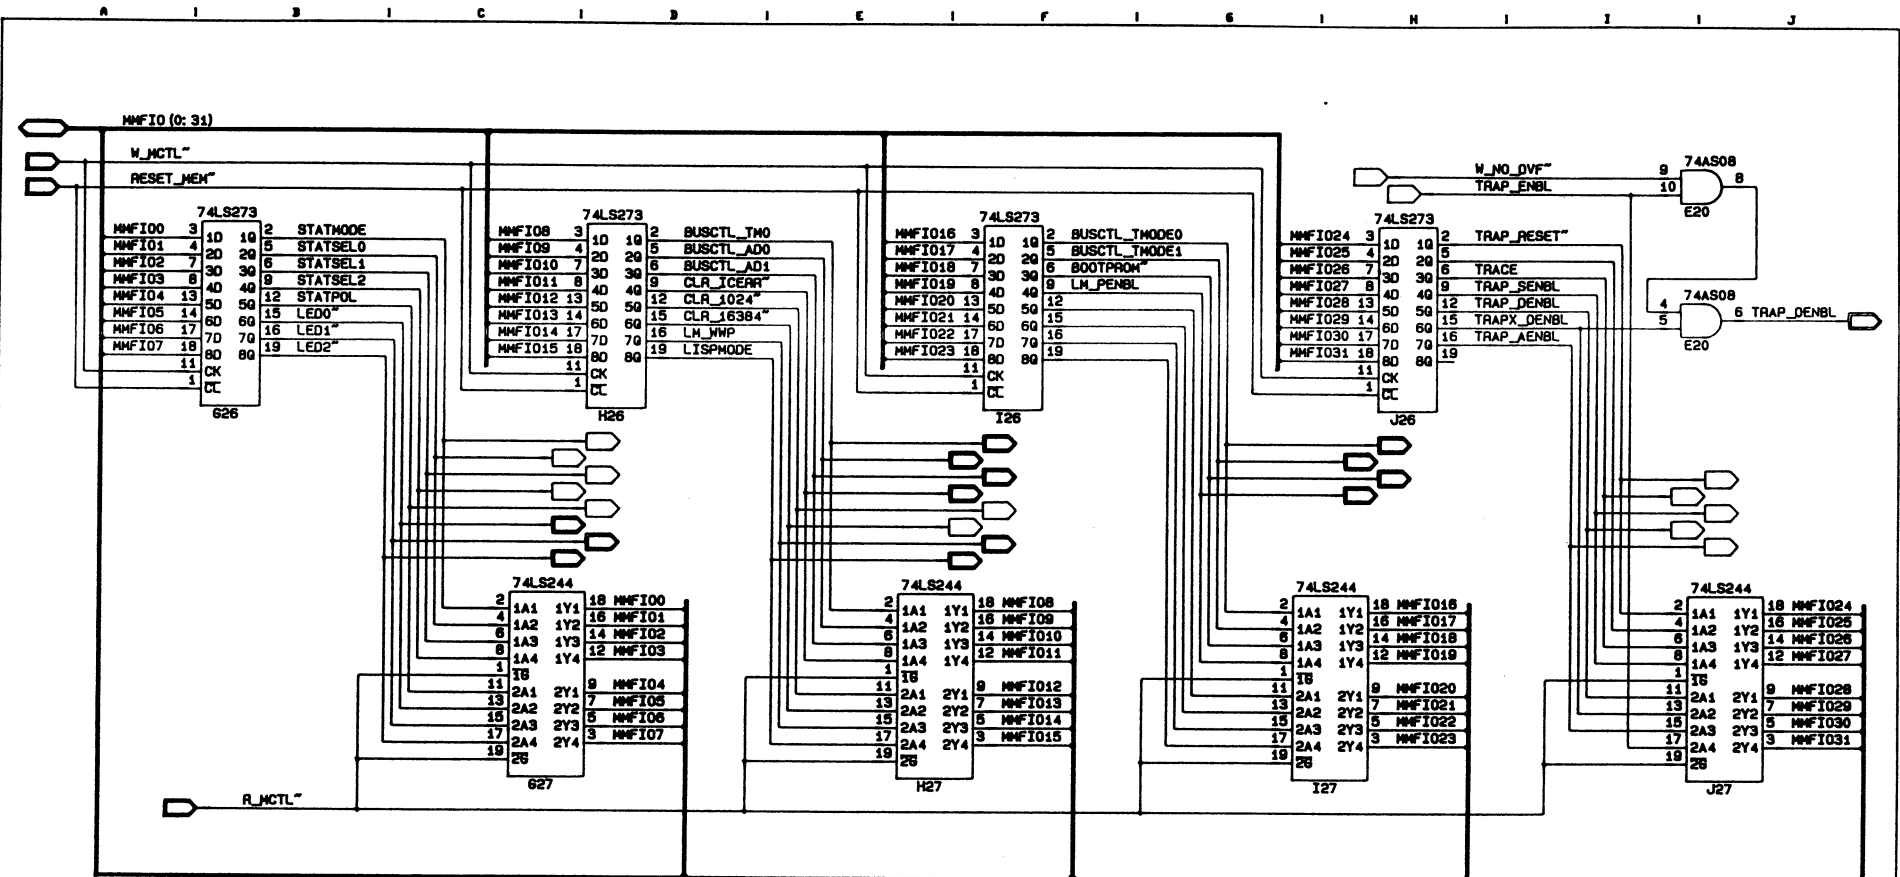 A B C D E F G H I J
MMFIO(0:31)
W_MCTL~
RESET_MEM~
W_NO_OVF~ 9
TRAP_ENBL 10
74AS08
8
E20
74LS273
MMFIO0 3 1D 1Q 2 STATMODE
MMFIO1 4 2D 2Q 5 STATSEL0
MMFIO2 7 3D 3Q 6 STATSEL1
MMFIO3 8 4D 4Q 9 STATSEL2
MMFIO4 13 5D 5Q 12 STATPOL
MMFIO5 14 6D 6Q 15 LED0~
MMFIO6 17 7D 7Q 16 LED1~
MMFIO7 18 8D 8Q 19 LED2~
11 CK
1 CL
G26
74LS273
MMFIO8 3 1D 1Q 2 BUSCTL_TM0
MMFIO9 4 2D 2Q 5 BUSCTL_AD0
MMFIO10 7 3D 3Q 6 BUSCTL_AD1
MMFIO11 8 4D 4Q 9 CLR_ICERR~
MMFIO12 13 5D 5Q 12 CLR_1024~
MMFIO13 14 6D 6Q 15 CLR_16384~
MMFIO14 17 7D 7Q 16 LM_WWP
MMFIO15 18 8D 8Q 19 LISPMODE
11 CK
1 CL
H26
74LS273
MMFIO16 3 1D 1Q 2 BUSCTL_TMODE0
MMFIO17 4 2D 2Q 5 BUSCTL_TMODE1
MMFIO18 7 3D 3Q 6 BOOTPROM~
MMFIO19 8 4D 4Q 9 LM_PENBL
MMFIO20 13 5D 5Q 12
MMFIO21 14 6D 6Q 15
MMFIO22 17 7D 7Q 16
MMFIO23 18 8D 8Q 19
11 CK
1 CL
I26
74LS273
MMFIO24 3 1D 1Q 2 TRAP_RESET~
MMFIO25 4 2D 2Q 5
MMFIO26 7 3D 3Q 6 TRACE
MMFIO27 8 4D 4Q 9 TRAP_SENBL
MMFIO28 13 5D 5Q 12 TRAP_DENBL
MMFIO29 14 6D 6Q 15 TRAPX_OENBL
MMFIO30 17 7D 7Q 16 TRAP_AENBL
MMFIO31 18 8D 8Q 19
11 CK
1 CL
J26
74AS08
4
5
6 TRAP_OENBL
E20
74LS244
2 1A1 1Y1 18 MMFIO0
4 1A2 1Y2 16 MMFIO1
6 1A3 1Y3 14 MMFIO2
8 1A4 1Y4 12 MMFIO3
1 1G
11 2A1 2Y1 9 MMFIO4
13 2A2 2Y2 7 MMFIO5
15 2A3 2Y3 5 MMFIO6
17 2A4 2Y4 3 MMFIO7
19 2G
G27
74LS244
2 1A1 1Y1 18 MMFIO8
4 1A2 1Y2 16 MMFIO9
6 1A3 1Y3 14 MMFIO10
8 1A4 1Y4 12 MMFIO11
1 1G
11 2A1 2Y1 9 MMFIO12
13 2A2 2Y2 7 MMFIO13
15 2A3 2Y3 5 MMFIO14
17 2A4 2Y4 3 MMFIO15
19 2G
H27
74LS244
2 1A1 1Y1 18 MMFIO16
4 1A2 1Y2 16 MMFIO17
6 1A3 1Y3 14 MMFIO18
8 1A4 1Y4 12 MMFIO19
1 1G
11 2A1 2Y1 9 MMFIO20
13 2A2 2Y2 7 MMFIO21
15 2A3 2Y3 5 MMFIO22
17 2A4 2Y4 3 MMFIO23
19 2G
I27
74LS244
2 1A1 1Y1 18 MMFIO24
4 1A2 1Y2 16 MMFIO25
6 1A3 1Y3 14 MMFIO26
8 1A4 1Y4 12 MMFIO27
1 1G
11 2A1 2Y1 9 MMFIO28
13 2A2 2Y2 7 MMFIO29
15 2A3 2Y3 5 MMFIO30
17 2A4 2Y4 3 MMFIO31
19 2G
J27
R_MCTL~